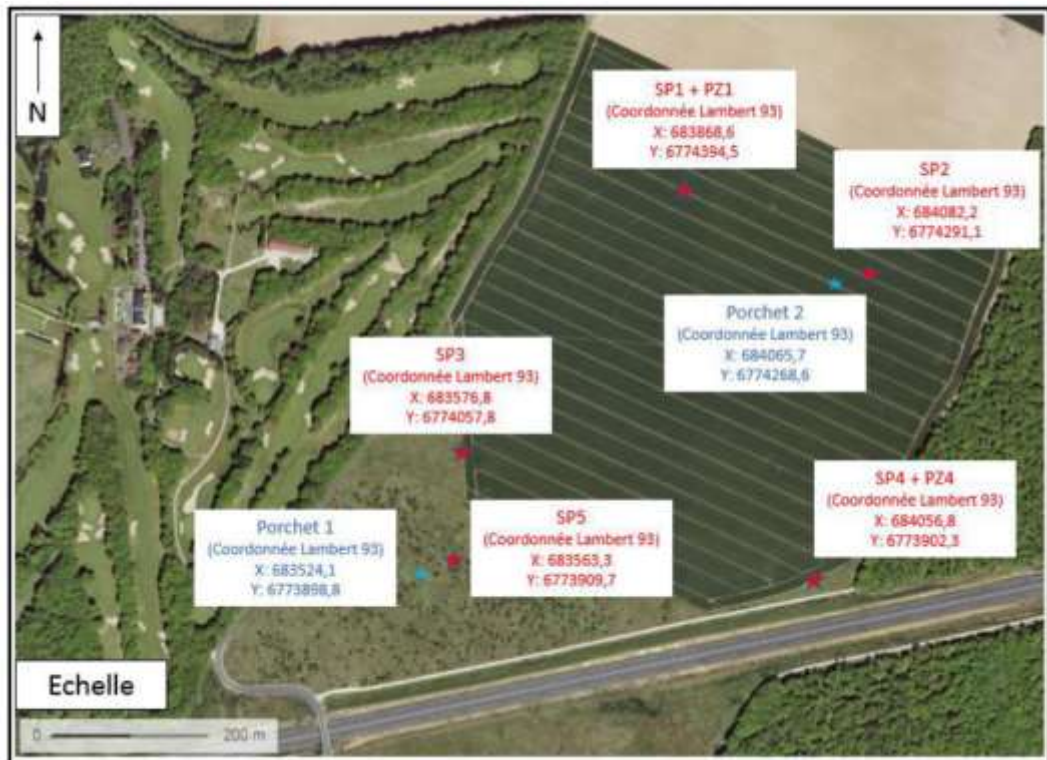 N
SP1 + PZ1
(Coordonnée Lambert 93)
X: 683868,6
Y: 6774394,5
SP2
(Coordonnée Lambert 93)
X: 684082,2
Y: 6774291,1
Porchet 2
(Coordonnée Lambert 93)
X: 684065,7
Y: 6774268,6
SP3
(Coordonnée Lambert 93)
X: 683576,8
Y: 6774057,8
SP4 + PZ4
(Coordonnée Lambert 93)
X: 684056,8
Y: 6773902,3
SP5
(Coordonnée Lambert 93)
X: 683563,3
Y: 6773909,7
Porchet 1
(Coordonnée Lambert 93)
X: 683524,1
Y: 6773898,8
Echelle
0 200 m